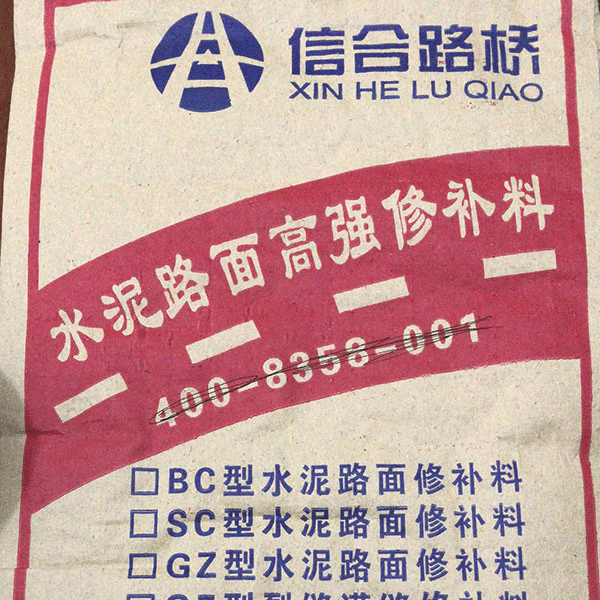 信合路桥
XIN HE LU QIAO
水泥路面高强修补料
400-8358-001
□BC型水泥路面修补料
□SC型水泥路面修补料
□GZ型水泥路面修补料